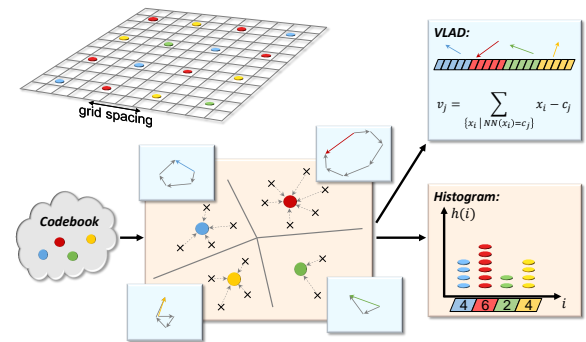 grid spacing
VLAD:
v_j = ∑ x_i − c_j
{x_i | NN(x_i)=c_j}
Codebook
Histogram:
h(i)
4 6 2 4 i